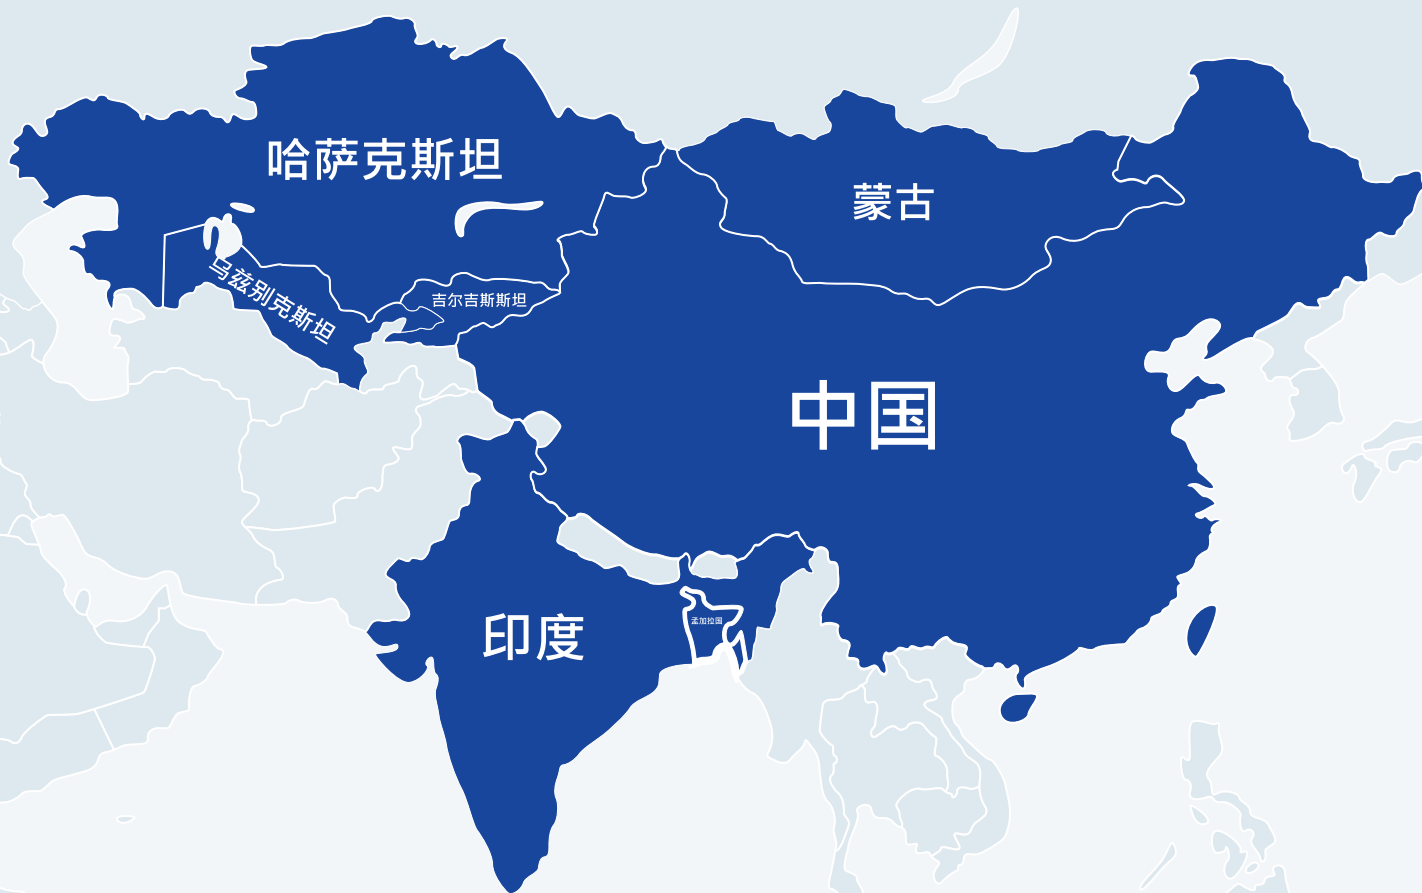 哈萨克斯坦
蒙古
乌兹别克斯坦
吉尔吉斯斯坦
中国
印度
孟加拉国